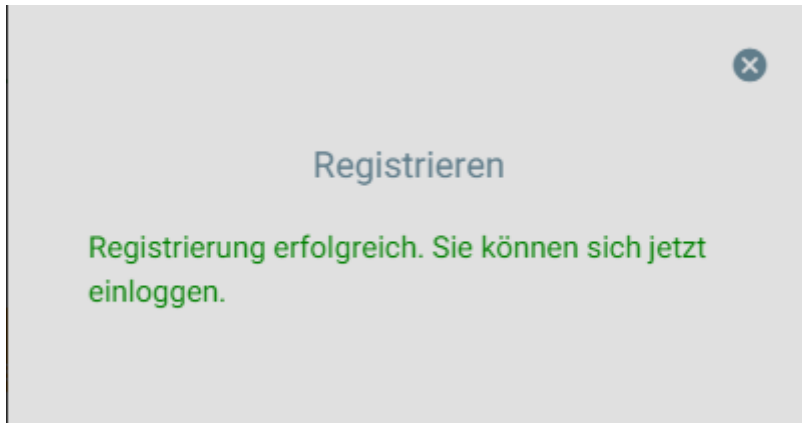 Registrieren
Registrierung erfolgreich. Sie können sich jetzt
einloggen.